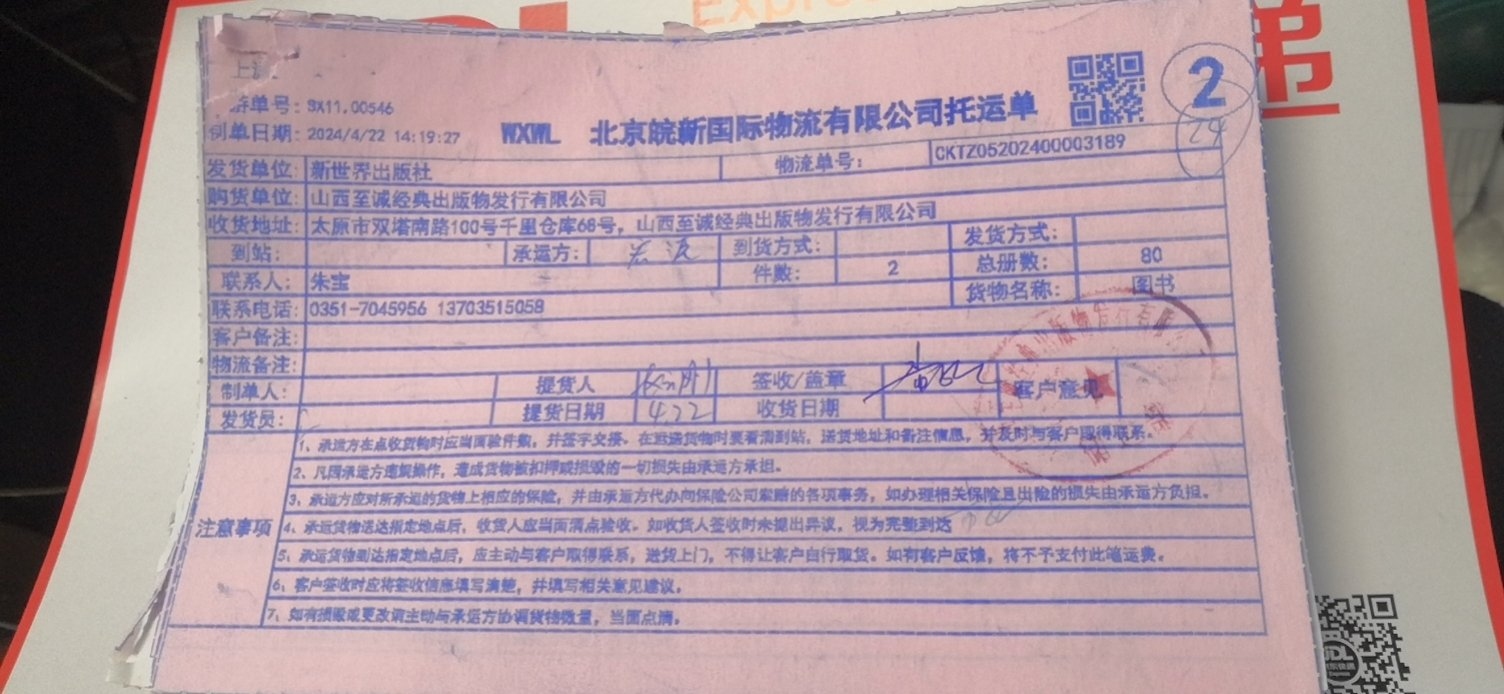 Expre
递
上
单号: SX11.00546
创单日期: 2024/4/22 14:19:27
WXWL 北京皖新国际物流有限公司托运单
2
24
发货单位: 新世界出版社 物流单号: CKTZ05202400003189
购货单位: 山西至诚经典出版物发行有限公司
收货地址: 太原市双塔南路100号千里仓库68号, 山西至诚经典出版物发行有限公司
到站: 承运方: 到货方式: 发货方式:
联系人: 朱宝 件数: 2 总册数: 80
联系电话: 0351-7045956 13703515058 货物名称: 图书
客户备注:
物流备注:
制单人: 提货人 签收/盖章 客户意见
发货员: 提货日期 4.22 收货日期
注意事项
1、承运方在点收货物时应当面验件数, 并签字交接。在运送货物时要看清到站, 送货地址和备注信息, 并及时与客户取得联系。
2、凡因承运方违规操作, 造成货物被扣押或损毁的一切损失由承运方承担。
3、承运方应对所承运的货物上相应的保险, 并由承运方代办向保险公司索赔的各项事务, 如办理相关保险且出险的损失由承运方负担。
4、承运货物送达指定地点后, 收货人应当面清点验收。如收货人签收时未提出异议, 视为完整到达
5、承运货物到达指定地点后, 应主动与客户取得联系, 送货上门, 不得让客户自行取货。如有客户反馈, 将不予支付此笔运费。
6、客户签收时应将签收信息填写清楚, 并填写相关意见建议。
7、如有损毁或更改请主动与承运方协调货物数量, 当面点清。